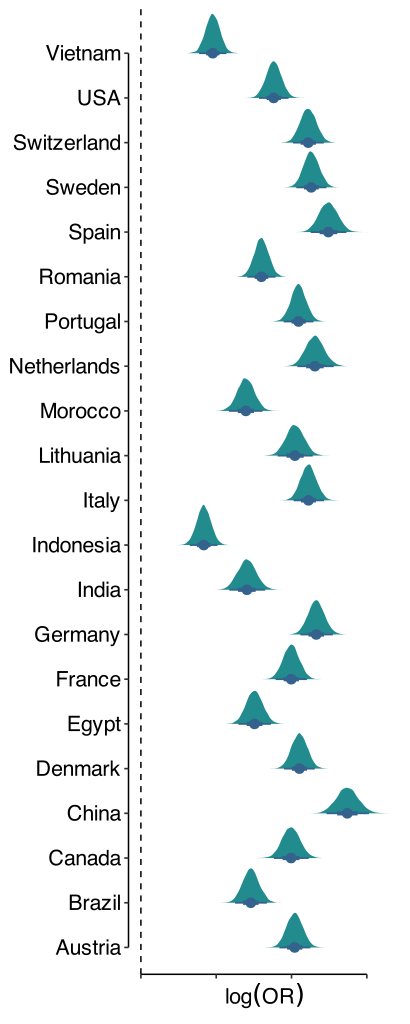 Vietnam
USA
Switzerland
Sweden
Spain
Romania
Portugal
Netherlands
Morocco
Lithuania
Italy
Indonesia
India
Germany
France
Egypt
Denmark
China
Canada
Brazil
Austria
log(OR)